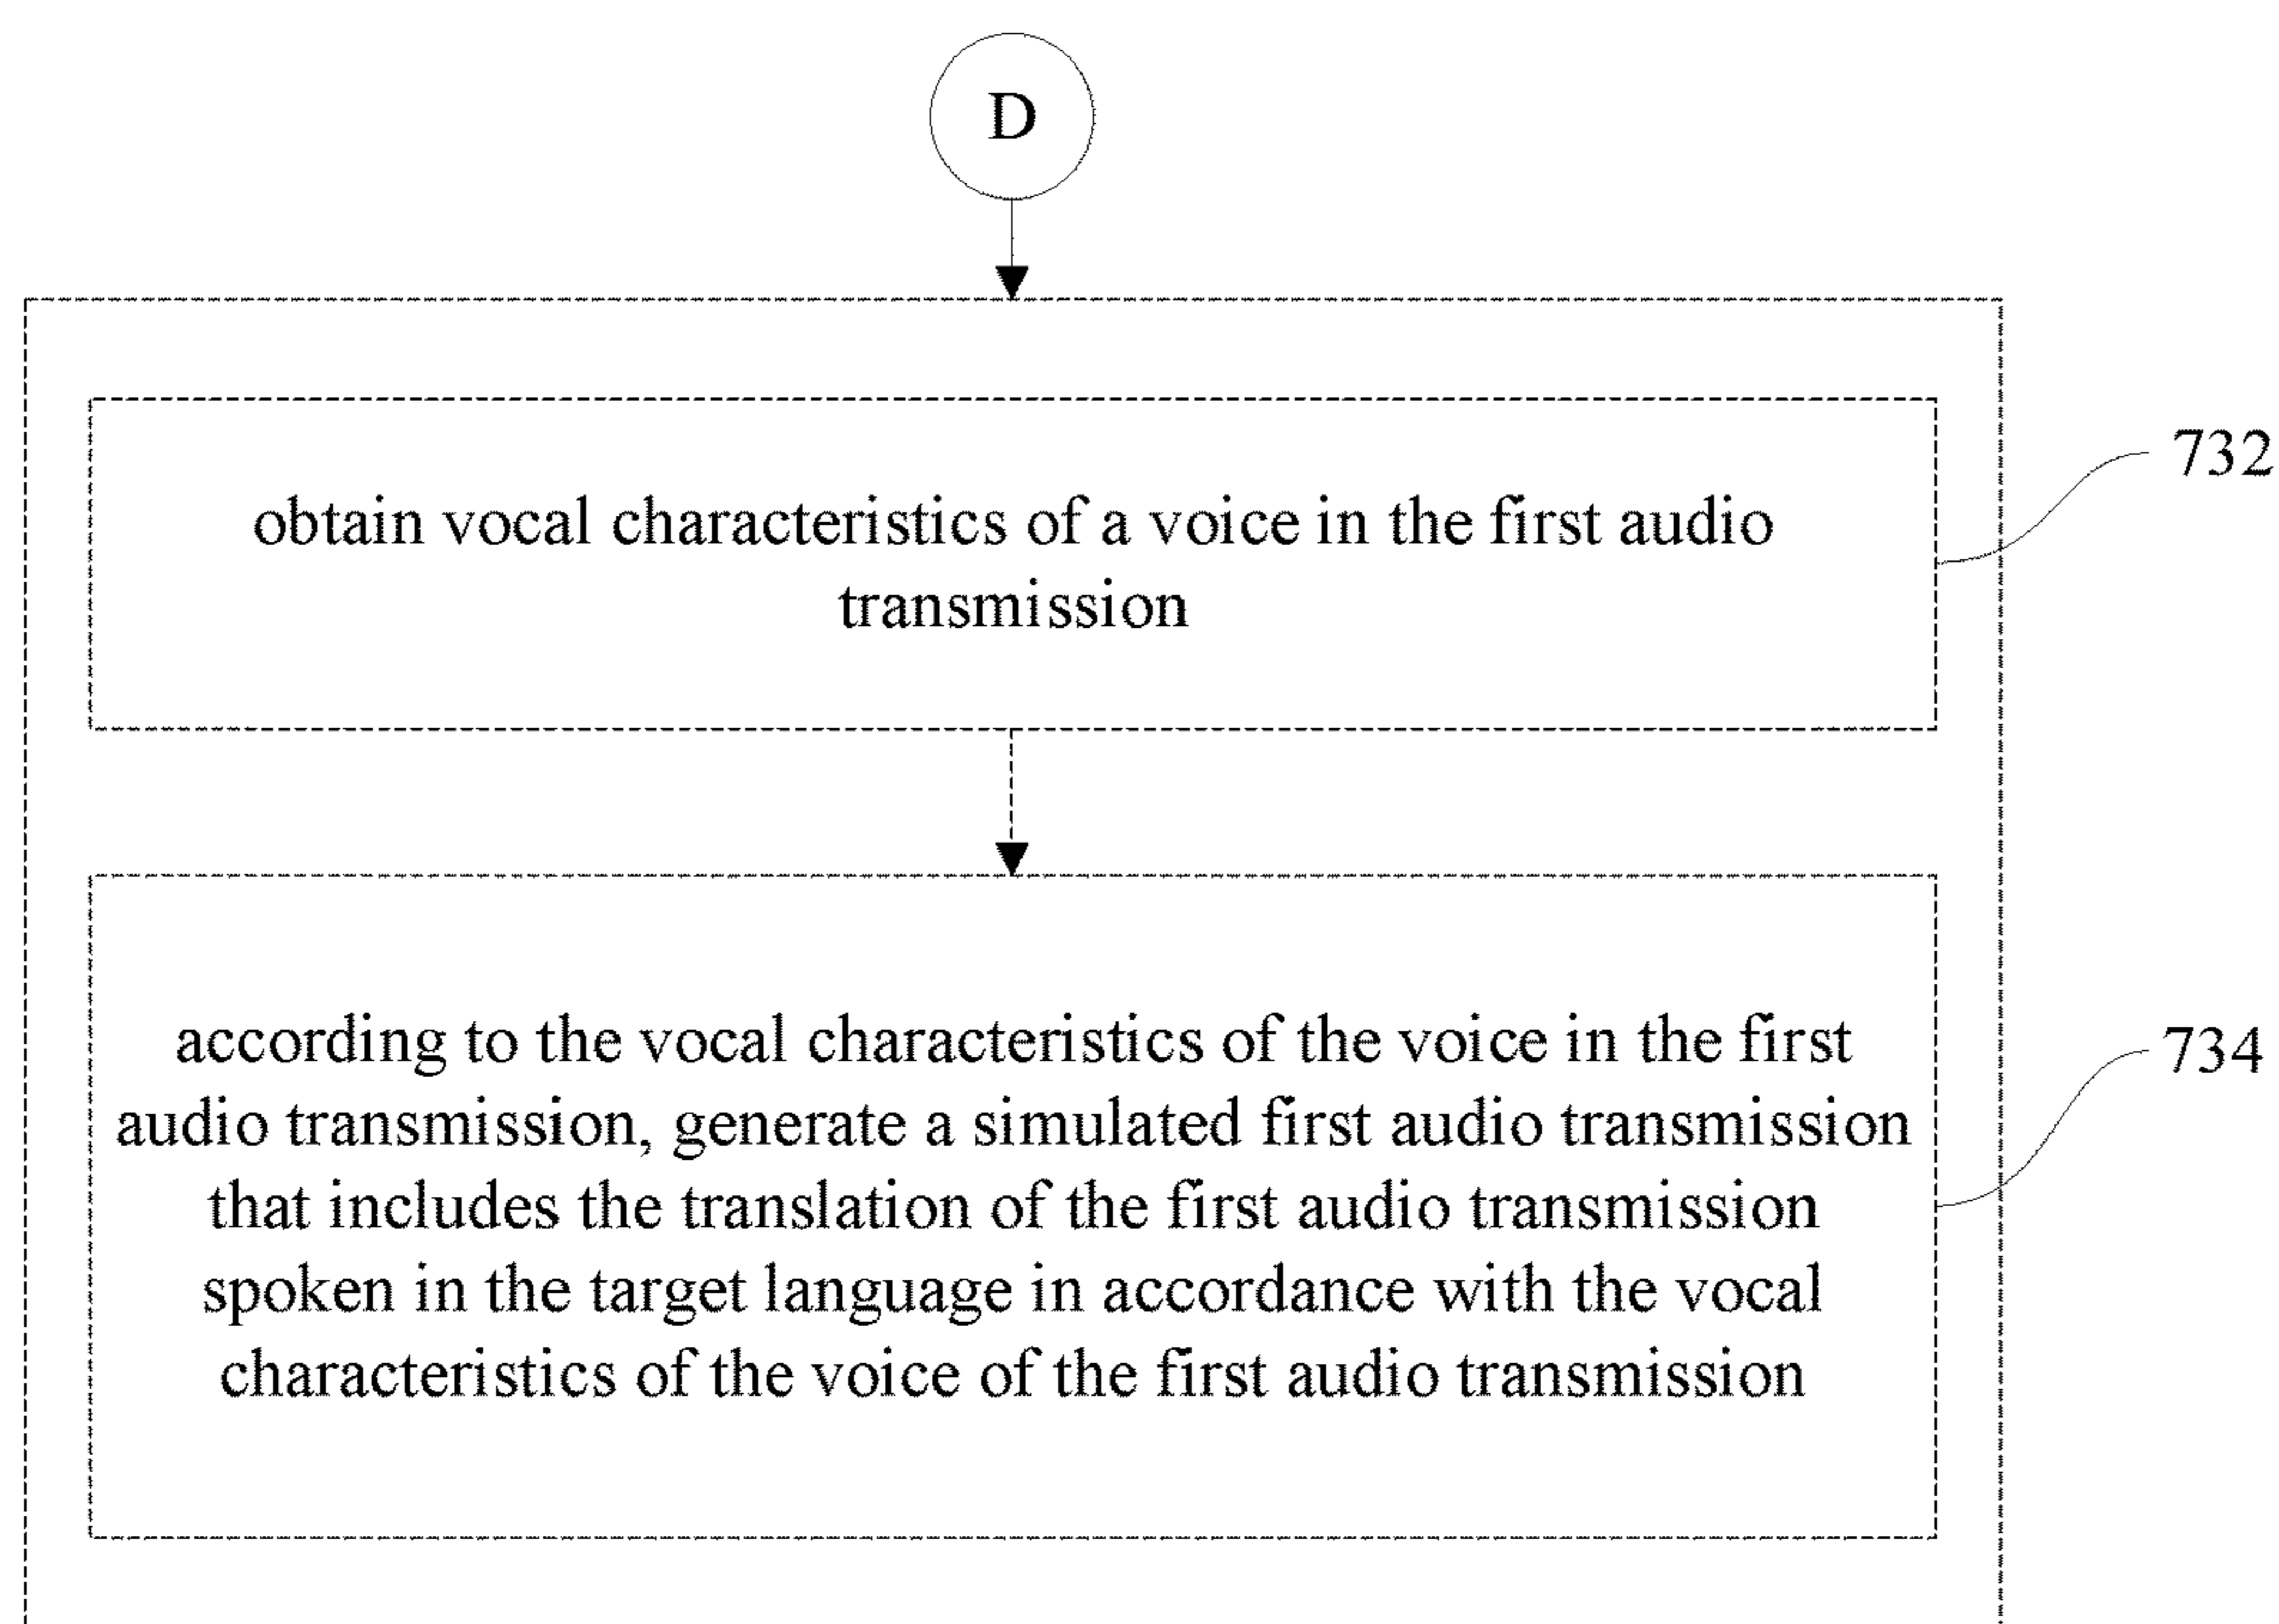 D
732
obtain vocal characteristics of a voice in the first audio
transmission
734
according to the vocal characteristics of the voice in the first
audio transmission, generate a simulated first audio transmission
that includes the translation of the first audio transmission
spoken in the target language in accordance with the vocal
characteristics of the voice of the first audio transmission